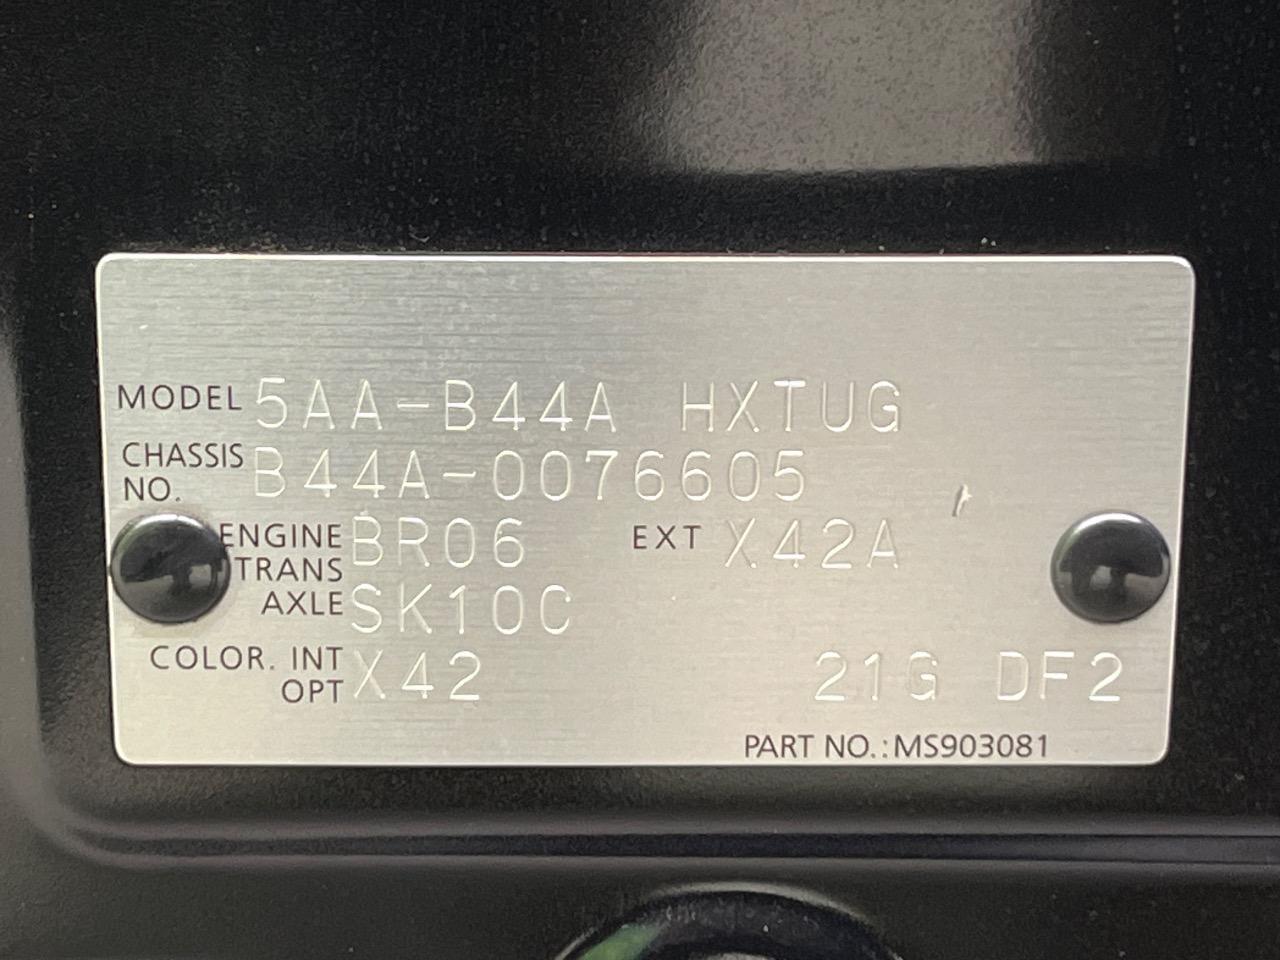 MODEL 5AA-B44A HXTUG
CHASSIS NO. B44A-0076605
ENGINE BR06 EXT X42A
TRANS
AXLE SK10C
COLOR. INT X42 21G DF2
OPT
PART NO.:MS903081